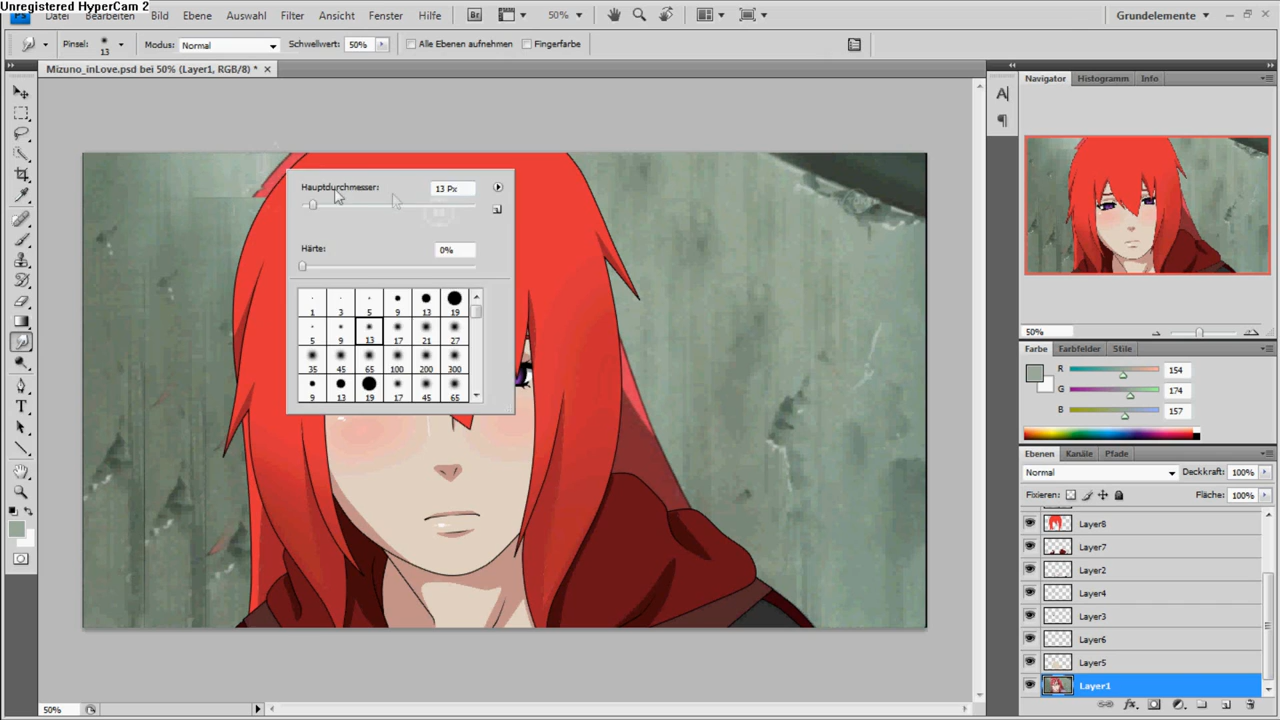 Unregistered HyperCam 2
Datei Bearbeiten Bild Ebene Auswahl Filter Ansicht Fenster Hilfe Br 50% Grundelemente
Pinsel: 13 Modus: Normal Schwellwert: 50% Alle Ebenen aufnehmen Fingerfarbe
Mizuno_inLove.psd bei 50% (Layer1, RGB/8) * ×
Navigator Histogramm Info
Hauptdurchmesser: 13 Px
Härte: 0%
1 3 5 9 13 19
5 9 13 17 21 27
35 45 65 100 200 300
9 13 19 17 45 65
50%
Farbe Farbfelder Stile
R 154
G 174
B 157
Ebenen Kanäle Pfade
Normal Deckkraft: 100%
Fixieren: Fläche: 100%
Layer8
Layer7
Layer2
Layer4
Layer3
Layer6
Layer5
Layer1
50%